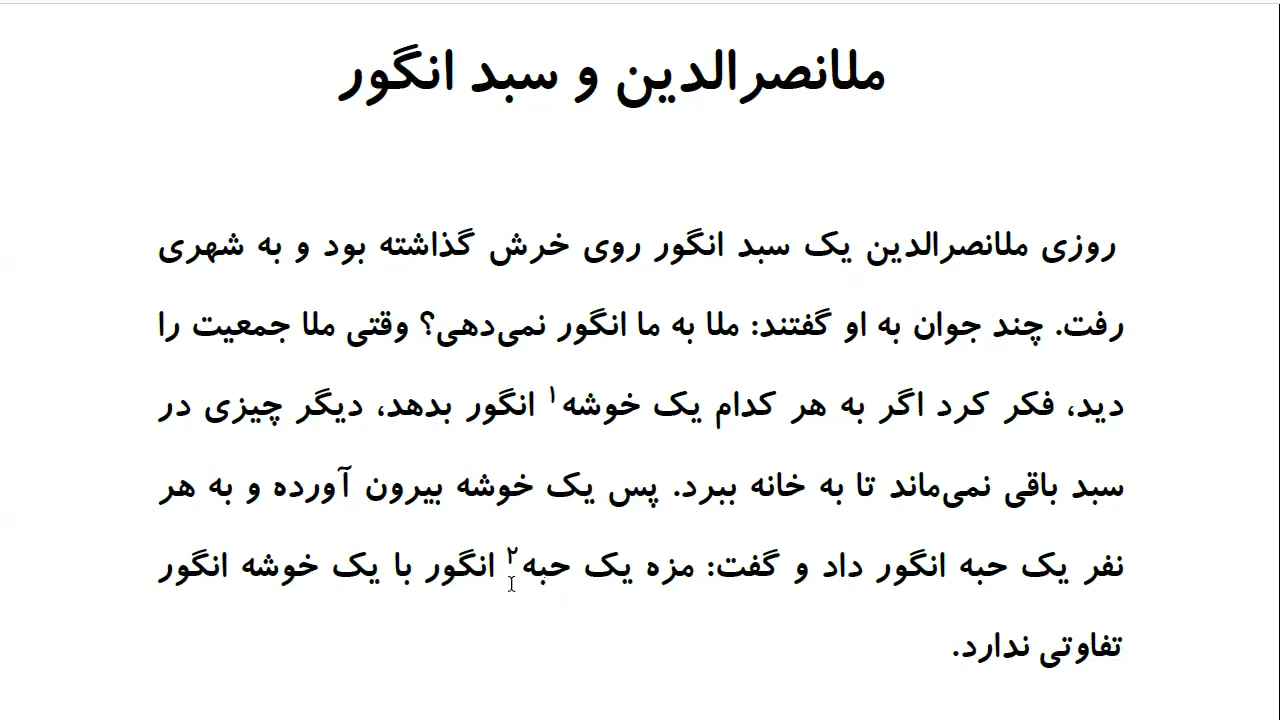 ملانصرالدین و سبد انگور
روزی ملانصرالدین یک سبد انگور روی خرش گذاشته بود و به شهری
رفت. چند جوان به او گفتند: ملا به ما انگور نمی‌دهی؟ وقتی ملا جمعیت را
دید، فکر کرد اگر به هر کدام یک خوشه۱ انگور بدهد، دیگر چیزی در
سبد باقی نمی‌ماند تا به خانه ببرد. پس یک خوشه بیرون آورده و به هر
نفر یک حبه انگور داد و گفت: مزه یک حبه۲ انگور با یک خوشه انگور
تفاوتی ندارد.